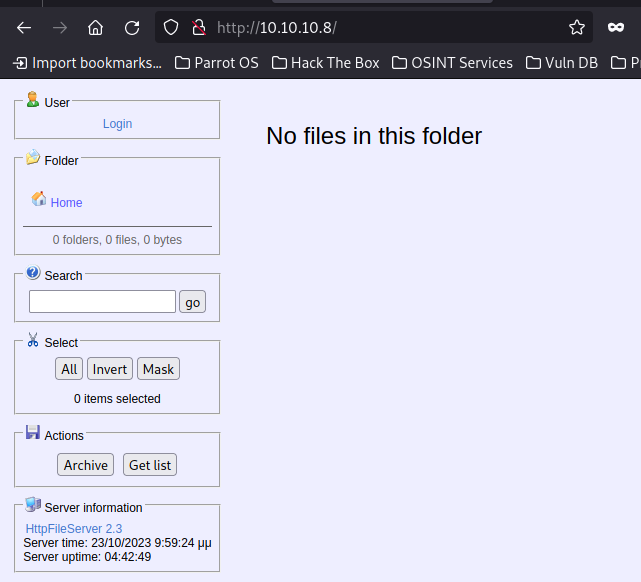 http://10.10.10.8/
Import bookmarks... Parrot OS Hack The Box OSINT Services Vuln DB
User
Login
Folder
Home
0 folders, 0 files, 0 bytes
Search
go
Select
All Invert Mask
0 items selected
Actions
Archive Get list
Server information
HttpFileServer 2.3
Server time: 23/10/2023 9:59:24 μμ
Server uptime: 04:42:49
No files in this folder